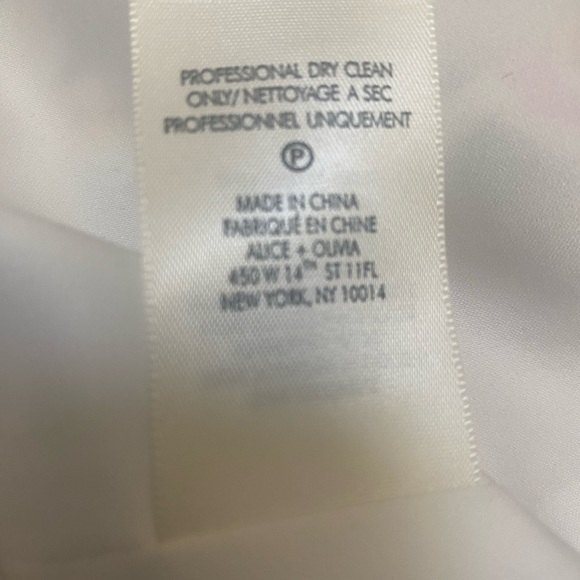 PROFESSIONAL DRY CLEAN
ONLY/ NETTOYAGE A SEC
PROFESSIONNEL UNIQUEMENT
P
MADE IN CHINA
FABRIQUÉ EN CHINE
ALICE + OLIVIA
450 W 14TH ST 11FL
NEW YORK, NY 10014